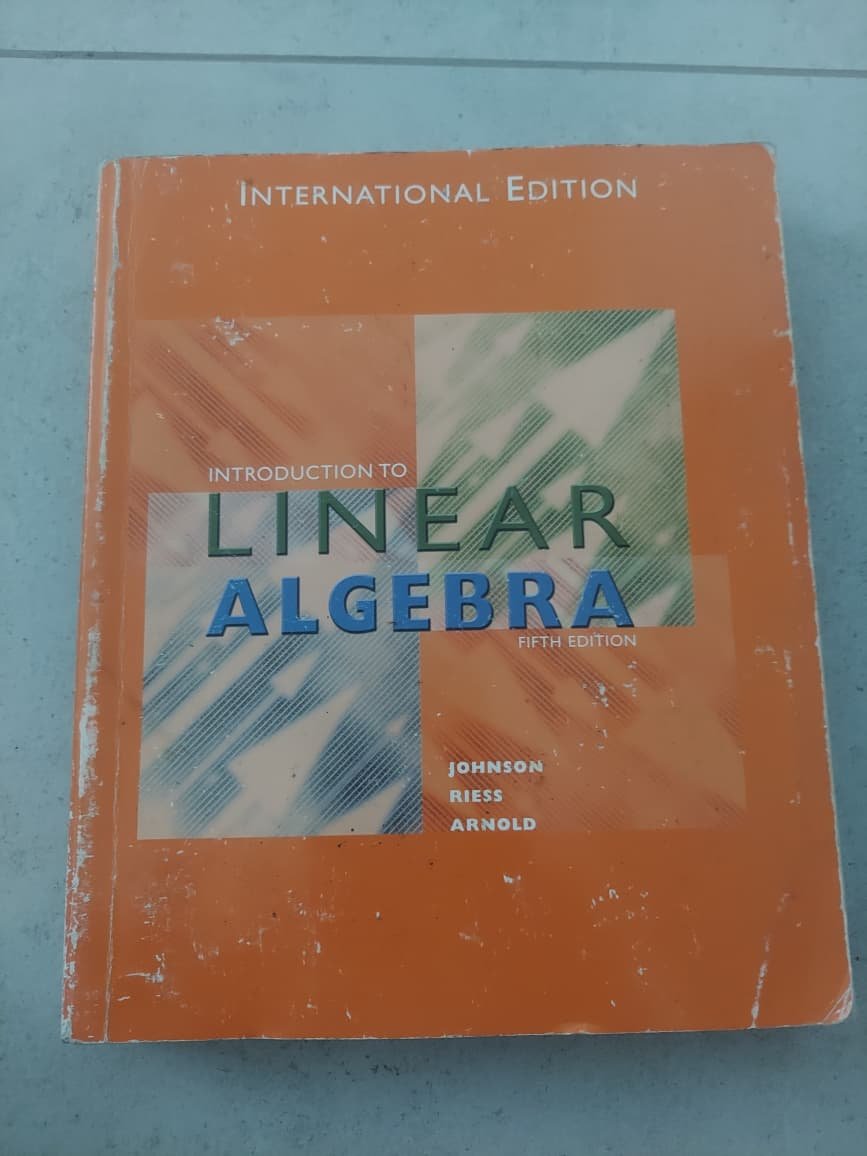 INTERNATIONAL EDITION
INTRODUCTION TO
LINEAR
ALGEBRA
FIFTH EDITION
JOHNSON
RIESS
ARNOLD